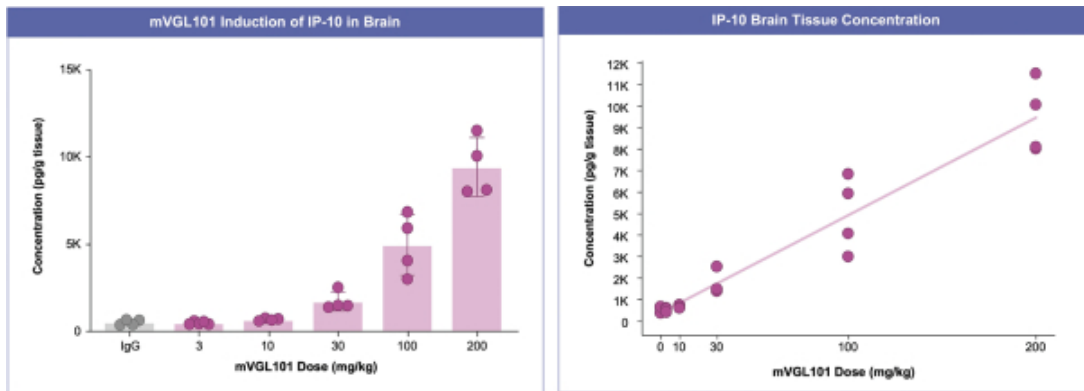 mVGL101 Induction of IP-10 in Brain
15K
10K
5K
0
Concentration (pg/g tissue)
IgG 3 10 30 100 200
mVGL101 Dose (mg/kg)
IP-10 Brain Tissue Concentration
12K
11K
10K
9K
8K
7K
6K
5K
4K
3K
2K
1K
0
Concentration (pg/g tissue)
0 10 30 100 200
mVGL101 Dose (mg/kg)